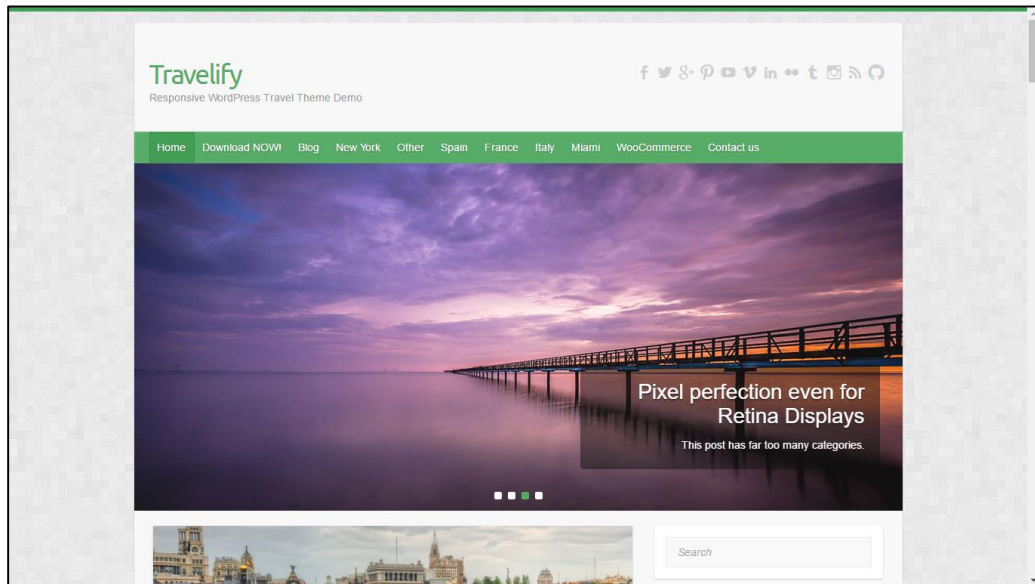 Travelify
Responsive WordPress Travel Theme Demo
Home Download NOW! Blog New York Other Spain France Italy Miami WooCommerce Contact us
Pixel perfection even for
Retina Displays
This post has far too many categories.
Search